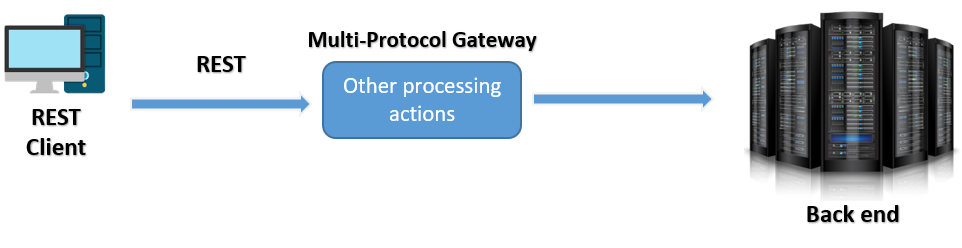 REST
Client
REST
Multi-Protocol Gateway
Other processing
actions
Back end